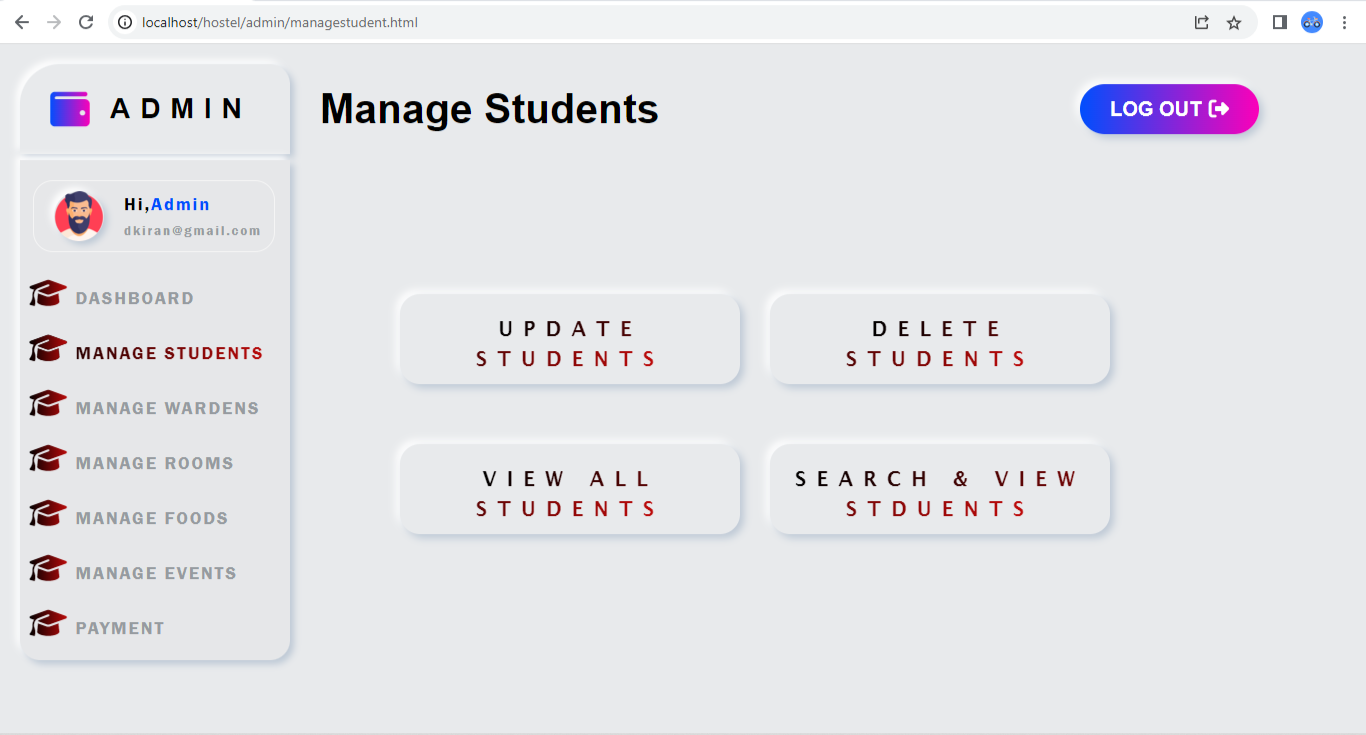 localhost/hostel/admin/managestudent.html
ADMIN
Manage Students
LOG OUT
Hi,Admin
dkiran@gmail.com
DASHBOARD
MANAGE STUDENTS
MANAGE WARDENS
MANAGE ROOMS
MANAGE FOODS
MANAGE EVENTS
PAYMENT
UPDATE
STUDENTS
DELETE
STUDENTS
VIEW ALL
STUDENTS
SEARCH & VIEW
STDUENTS